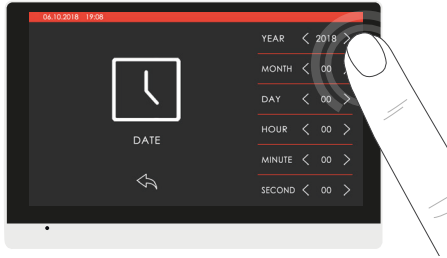 06.10.2018 19:08
YEAR < 2018 >
MONTH < 00 >
DAY < 00 >
HOUR < 00 >
MINUTE < 00 >
SECOND < 00 >
DATE